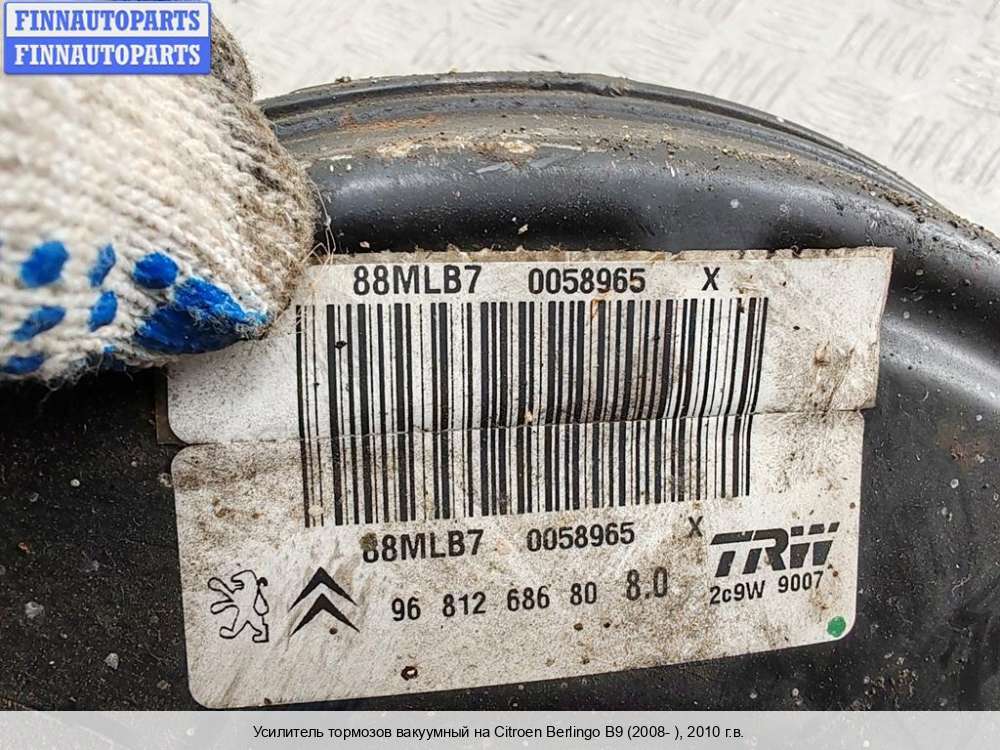 FINNAUTOPARTS
FINNAUTOPARTS
88MLB7 0058965 X
88MLB7 0058965 X
TRW
96 812 686 80 8.0 2c9W 9007
Усилитель тормозов вакуумный на Citroen Berlingo B9 (2008- ), 2010 г.в.